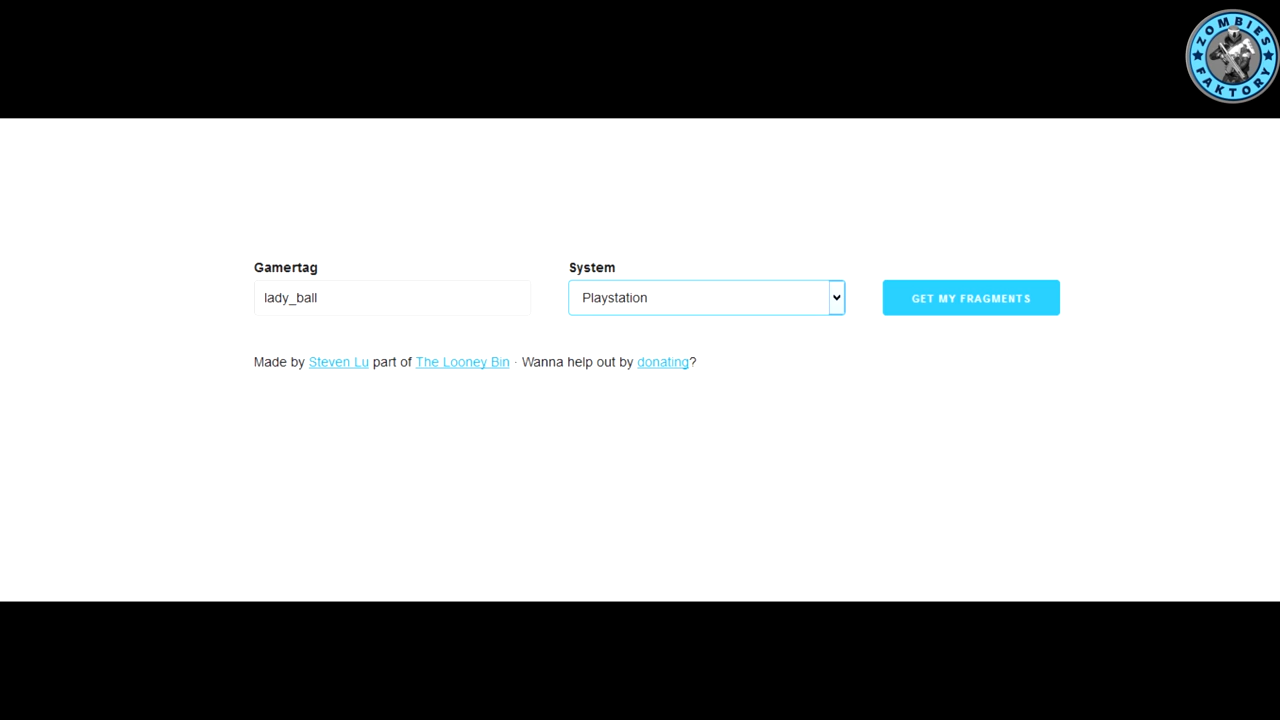 ZOMBIES
FAKTORY
Gamertag
System
lady_ball
Playstation
GET MY FRAGMENTS
Made by Steven Lu part of The Looney Bin - Wanna help out by donating?